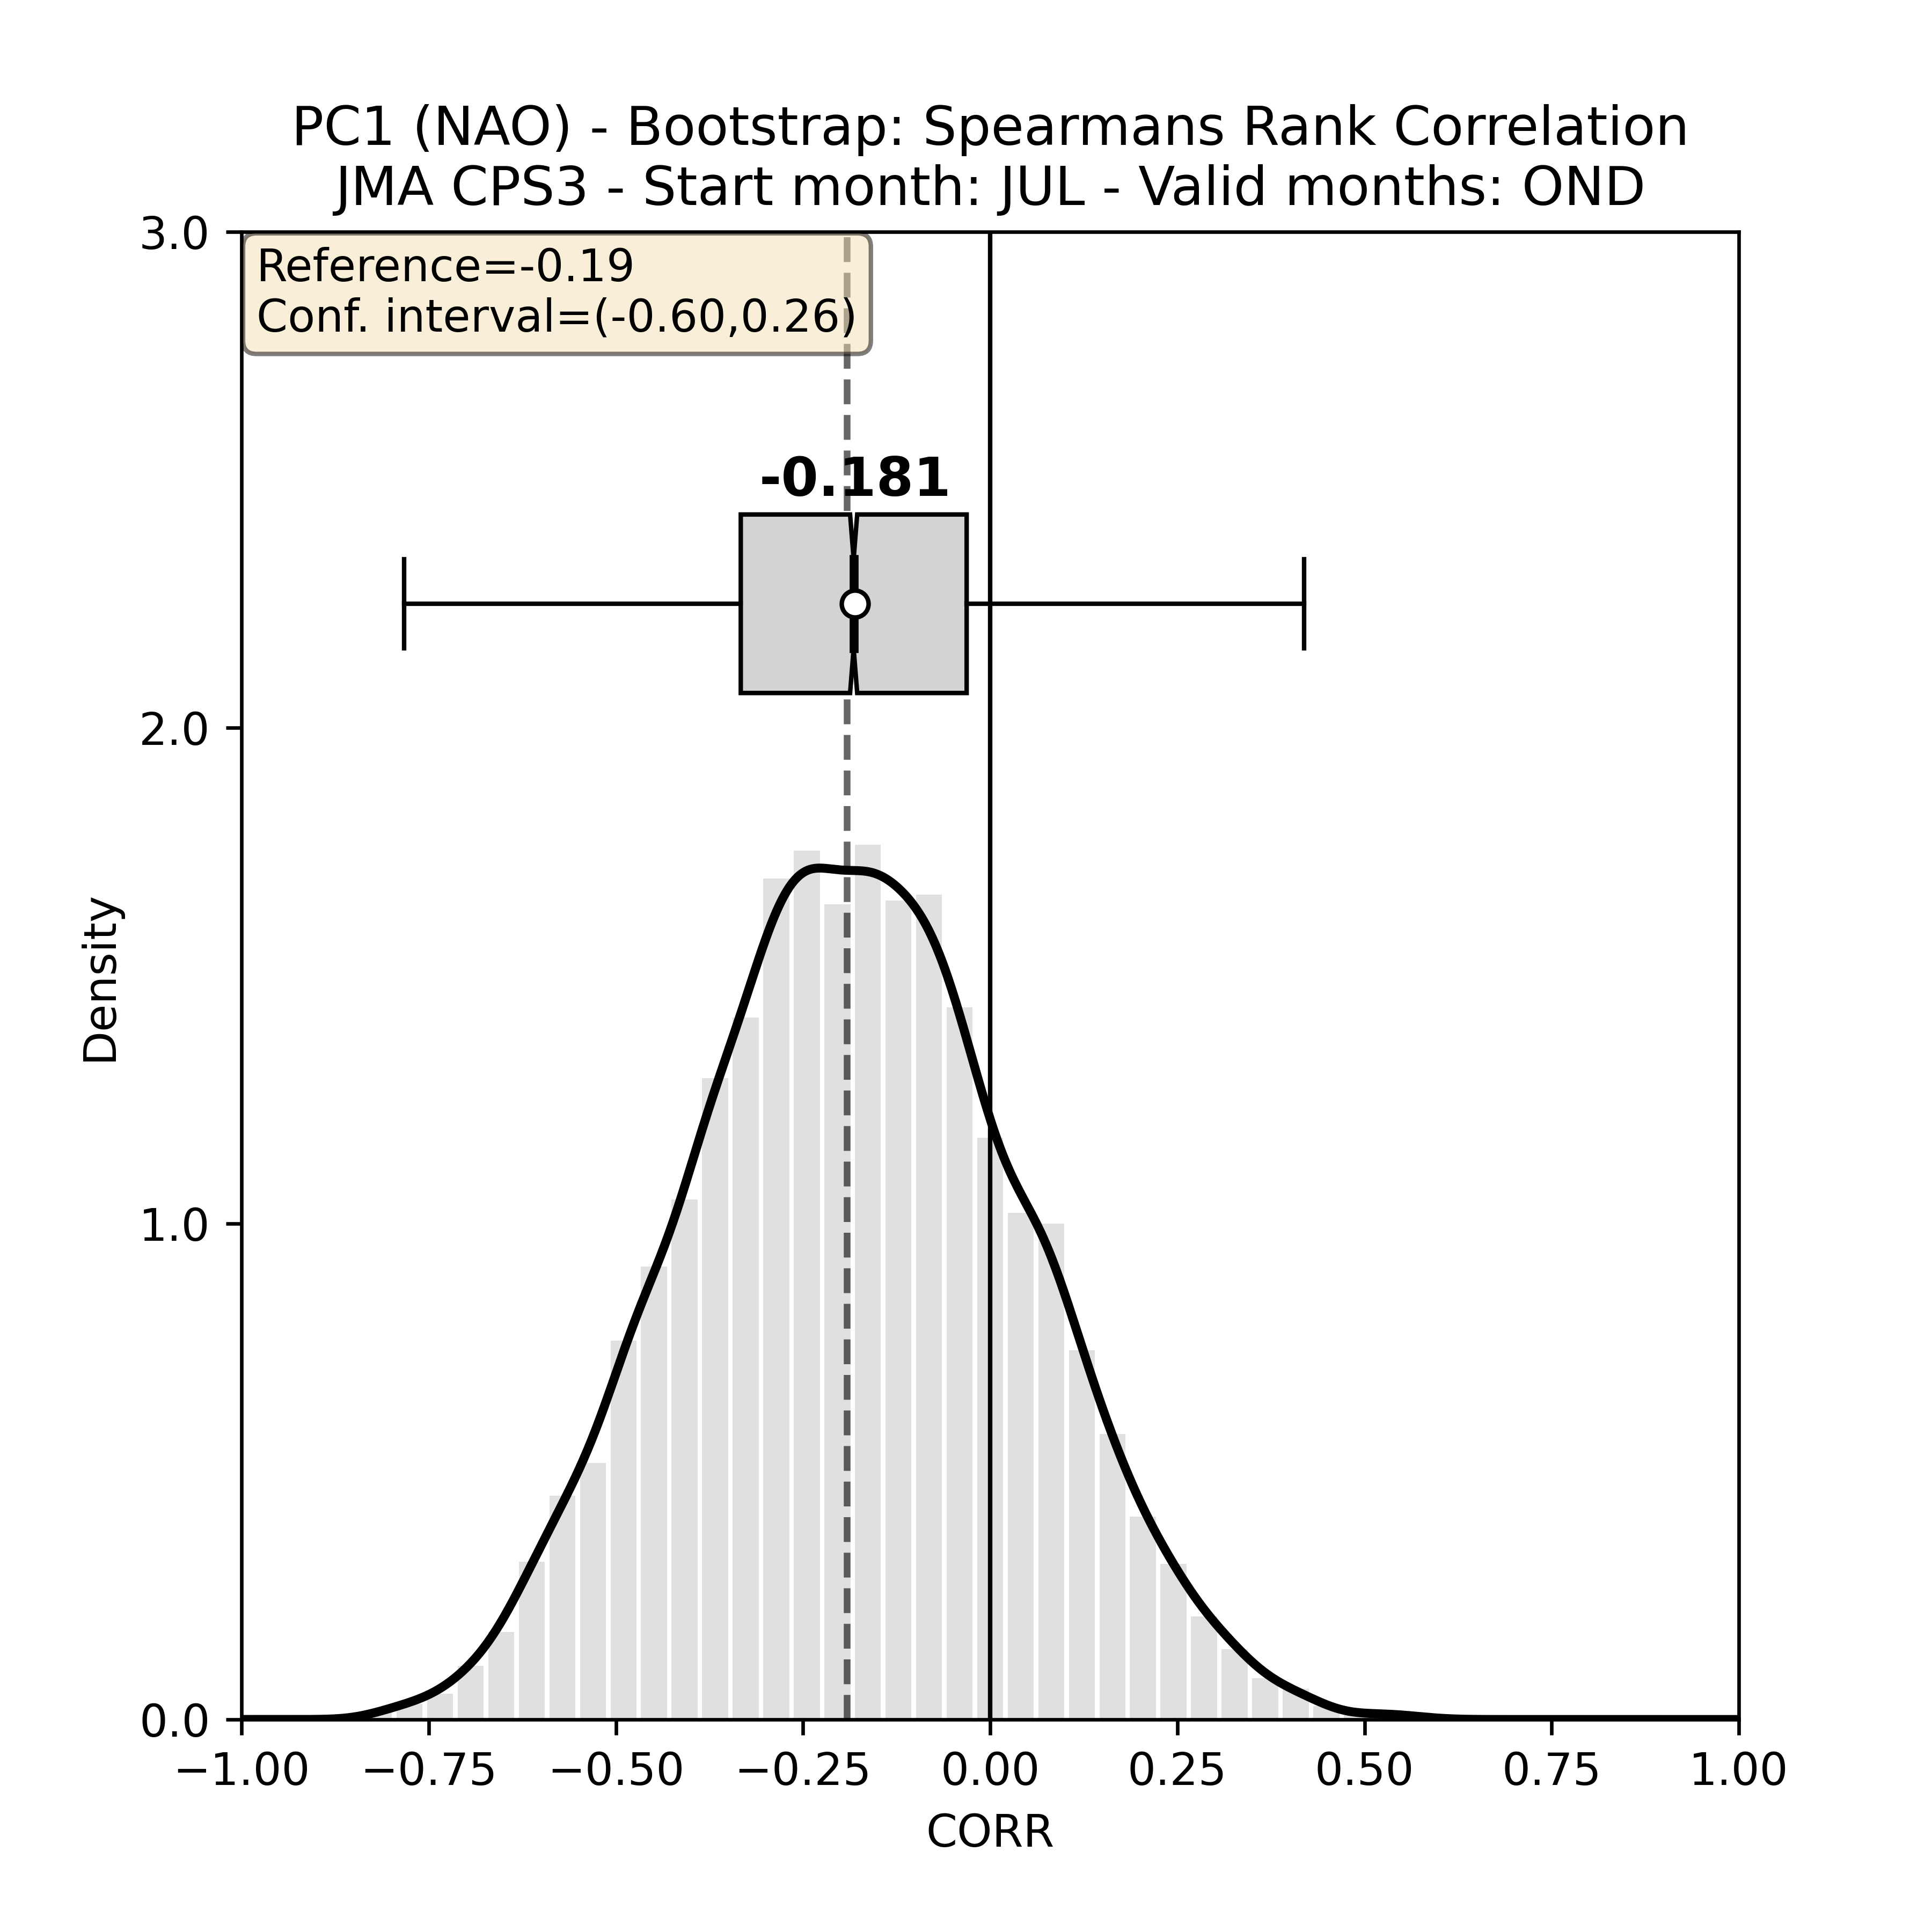 PC1 (NAO) - Bootstrap: Spearmans Rank Correlation
JMA CPS3 - Start month: JUL - Valid months: OND
3.0
Reference=-0.19
Conf. interval=(-0.60,0.26)
-0.181
2.0
Density
1.0
0.0
−1.00 −0.75 −0.50 −0.25 0.00 0.25 0.50 0.75 1.00
CORR